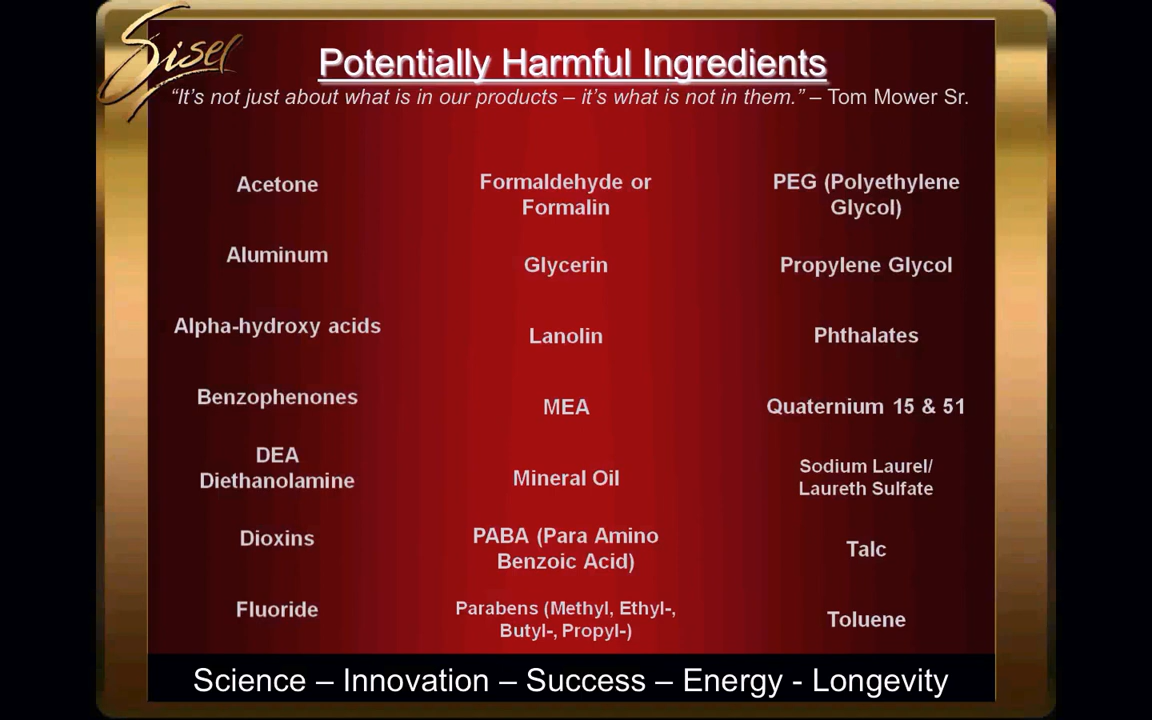 Sisel
Potentially Harmful Ingredients
“It’s not just about what is in our products – it’s what is not in them.” – Tom Mower Sr.
Acetone
Aluminum
Alpha-hydroxy acids
Benzophenones
DEA
Diethanolamine
Dioxins
Fluoride
Formaldehyde or
Formalin
Glycerin
Lanolin
MEA
Mineral Oil
PABA (Para Amino
Benzoic Acid)
Parabens (Methyl, Ethyl-,
Butyl-, Propyl-)
PEG (Polyethylene
Glycol)
Propylene Glycol
Phthalates
Quaternium 15 & 51
Sodium Laurel/
Laureth Sulfate
Talc
Toluene
Science – Innovation – Success – Energy - Longevity